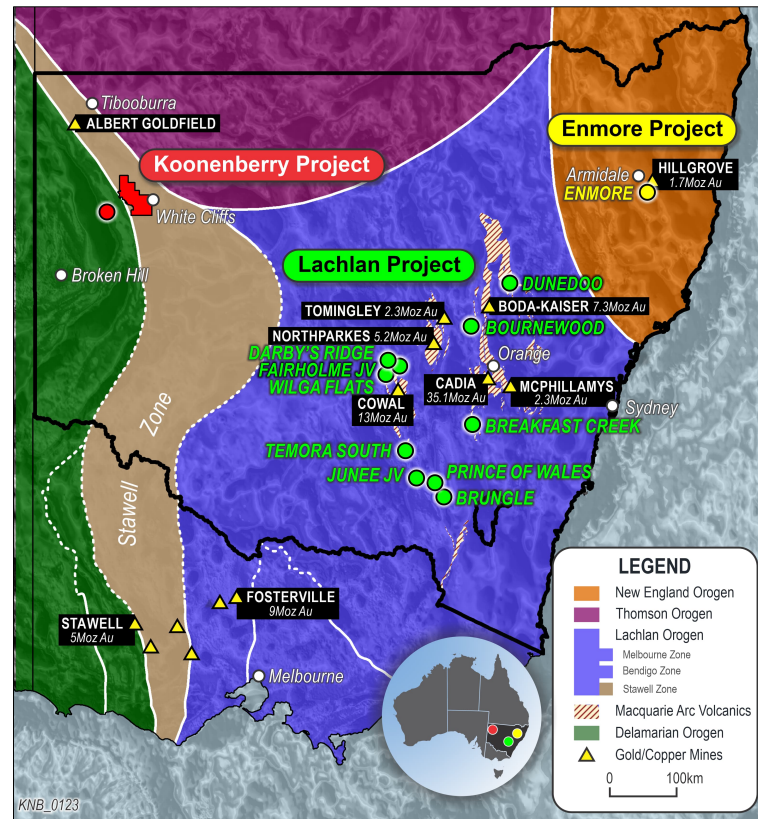 Tibooburra
ALBERT GOLDFIELD
Koonenberry Project
White Cliffs
Broken Hill
Enmore Project
Armidale
HILLGROVE
1.7Moz Au
ENMORE
Lachlan Project
DUNEDOO
TOMINGLEY 2.3Moz Au
BODA-KAISER 7.3Moz Au
NORTHPARKES 5.2Moz Au
BOURNEWOOD
DARBY'S RIDGE
FAIRHOLME JV
WILGA FLATS
Orange
CADIA
35.1Moz Au
MCPHILLAMYS
2.3Moz Au
COWAL
13Moz Au
Sydney
BREAKFAST CREEK
TEMORA SOUTH
JUNEE JV
PRINCE OF WALES
BRUNGLE
Stawell
Zone
STAWELL
5Moz Au
FOSTERVILLE
9Moz Au
Melbourne
LEGEND
New England Orogen
Thomson Orogen
Lachlan Orogen
Melbourne Zone
Bendigo Zone
Stawell Zone
Macquarie Arc Volcanics
Delamarian Orogen
Gold/Copper Mines
0 100km
KNB_0123